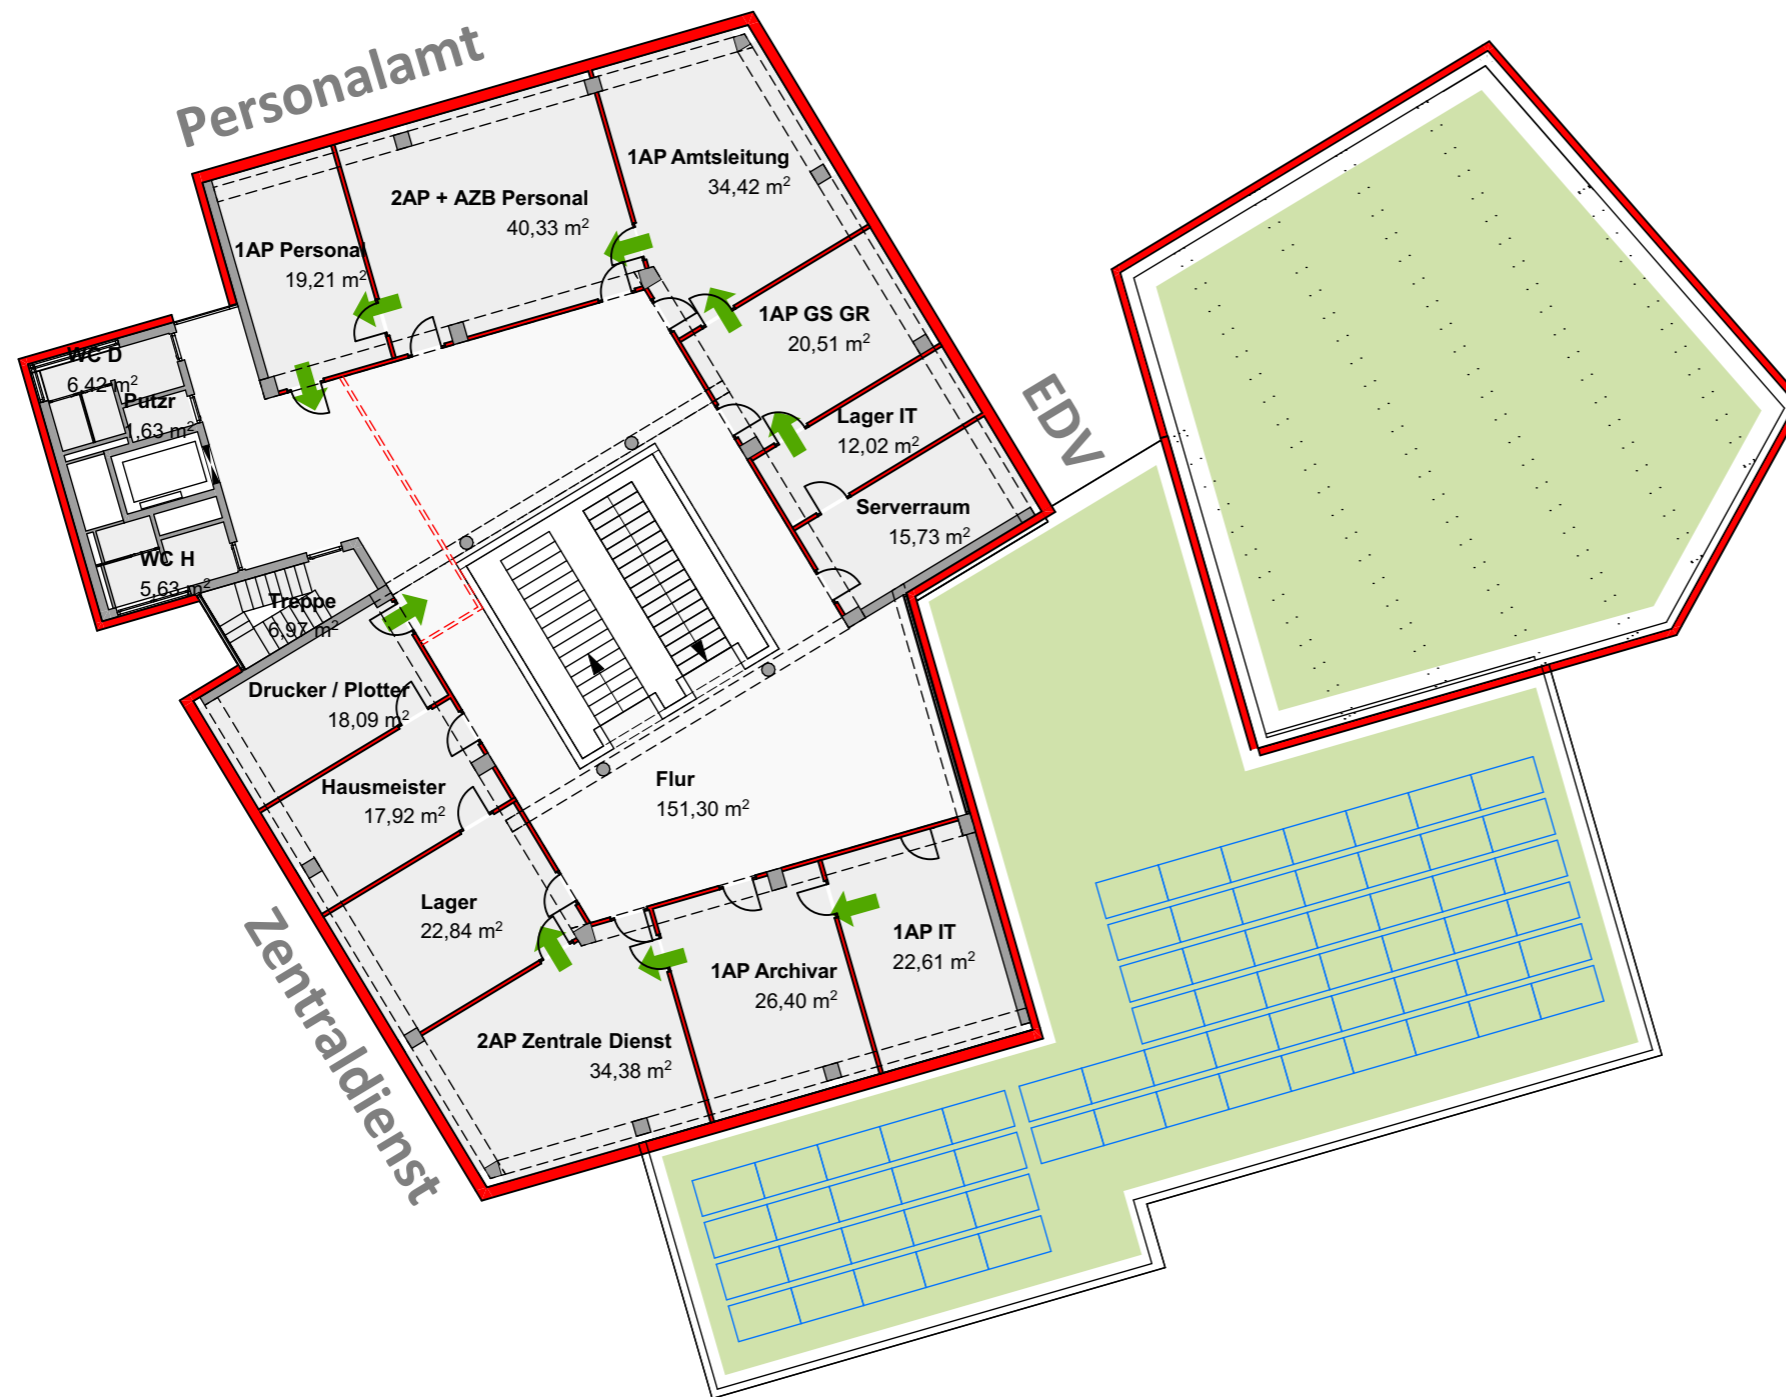 Personalamt
1AP Amtsleitung
34,42 m²
2AP + AZB Personal
40,33 m²
1AP Personal
19,21 m²
1AP GS GR
20,51 m²
WC D
6,42 m²
Putzr
1,63 m²
EDV
Lager IT
12,02 m²
Serverraum
15,73 m²
WC H
5,63 m²
Treppe
6,97 m²
Drucker / Plotter
18,09 m²
Hausmeister
17,92 m²
Flur
151,30 m²
Lager
22,84 m²
Zentraldienst
1AP IT
22,61 m²
1AP Archivar
26,40 m²
2AP Zentrale Dienst
34,38 m²